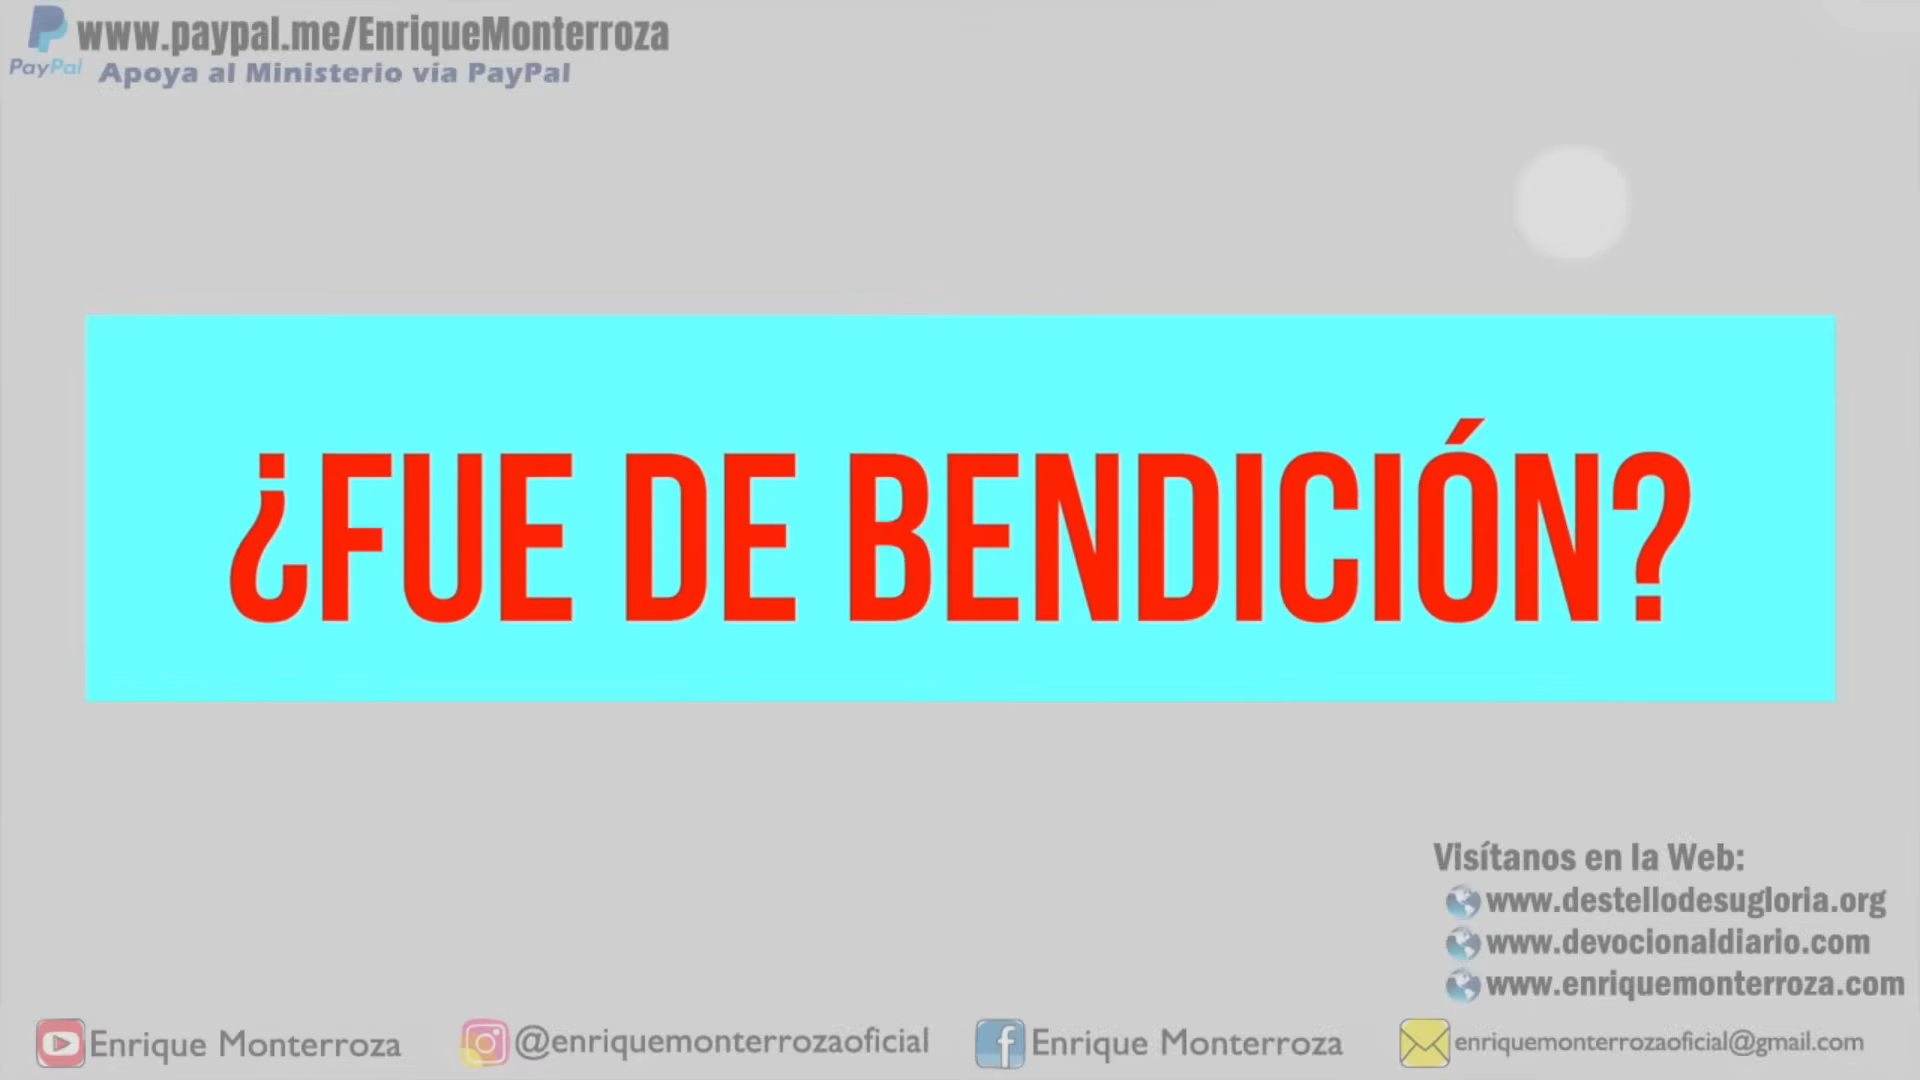 www.paypal.me/EnriqueMonterroza
PayPal
Apoya al Ministerio vía PayPal
¿FUE DE BENDICIÓN?
Visítanos en la Web:
www.destellodesugloria.org
www.devocionaldiario.com
www.enriquemonterroza.com
Enrique Monterroza
@enriquemonterrozaoficial
Enrique Monterroza
enriquemonterrozaoficial@gmail.com